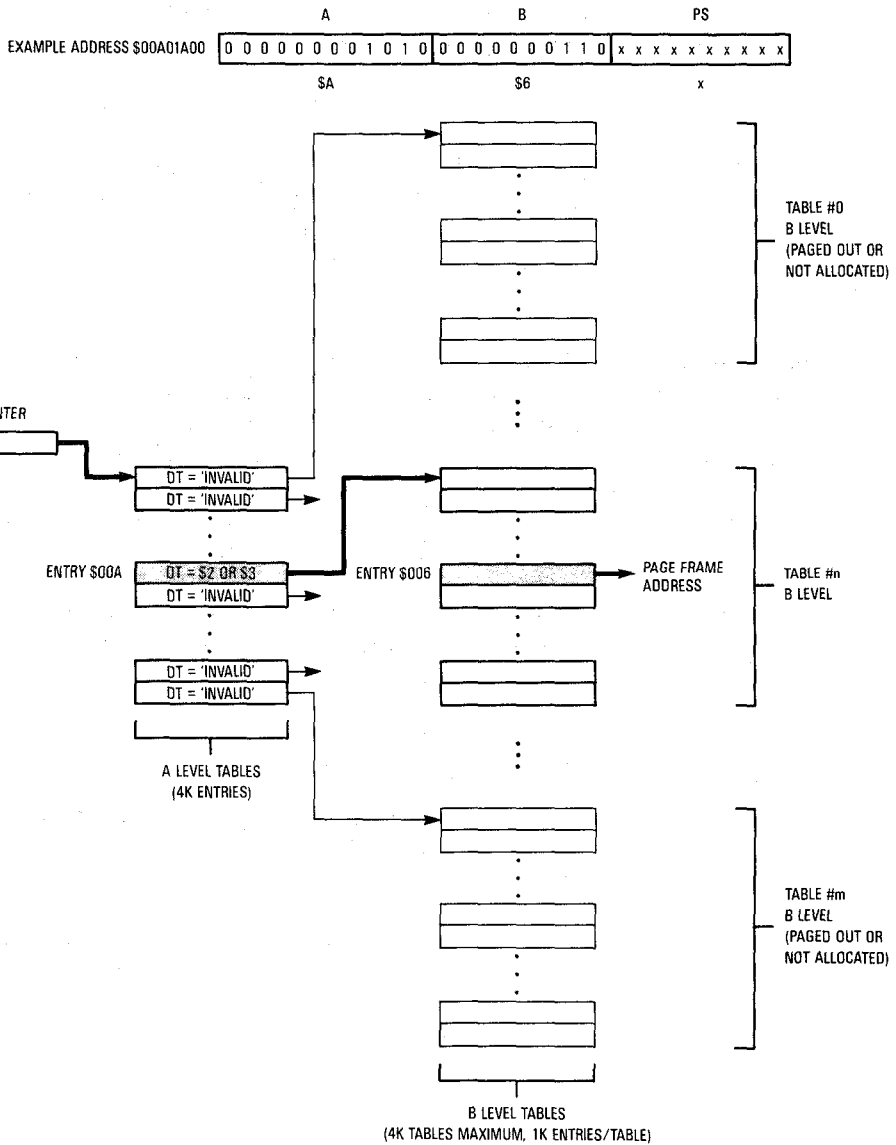 A B PS
EXAMPLE ADDRESS $00A01A00 0 0 0 0 0 0 0 0 1 0 1 0 0 0 0 0 0 0 0 1 1 0 x x x x x x x x x x
$A $6 x
TABLE #0
B LEVEL
(PAGED OUT OR
NOT ALLOCATED)
NTER
DT = 'INVALID'
DT = 'INVALID'
ENTRY $00A DT = $2 OR $3 ENTRY $006
DT = 'INVALID'
PAGE FRAME
ADDRESS
TABLE #n
B LEVEL
DT = 'INVALID'
DT = 'INVALID'
A LEVEL TABLES
(4K ENTRIES)
TABLE #m
B LEVEL
(PAGED OUT OR
NOT ALLOCATED)
B LEVEL TABLES
(4K TABLES MAXIMUM, 1K ENTRIES/TABLE)